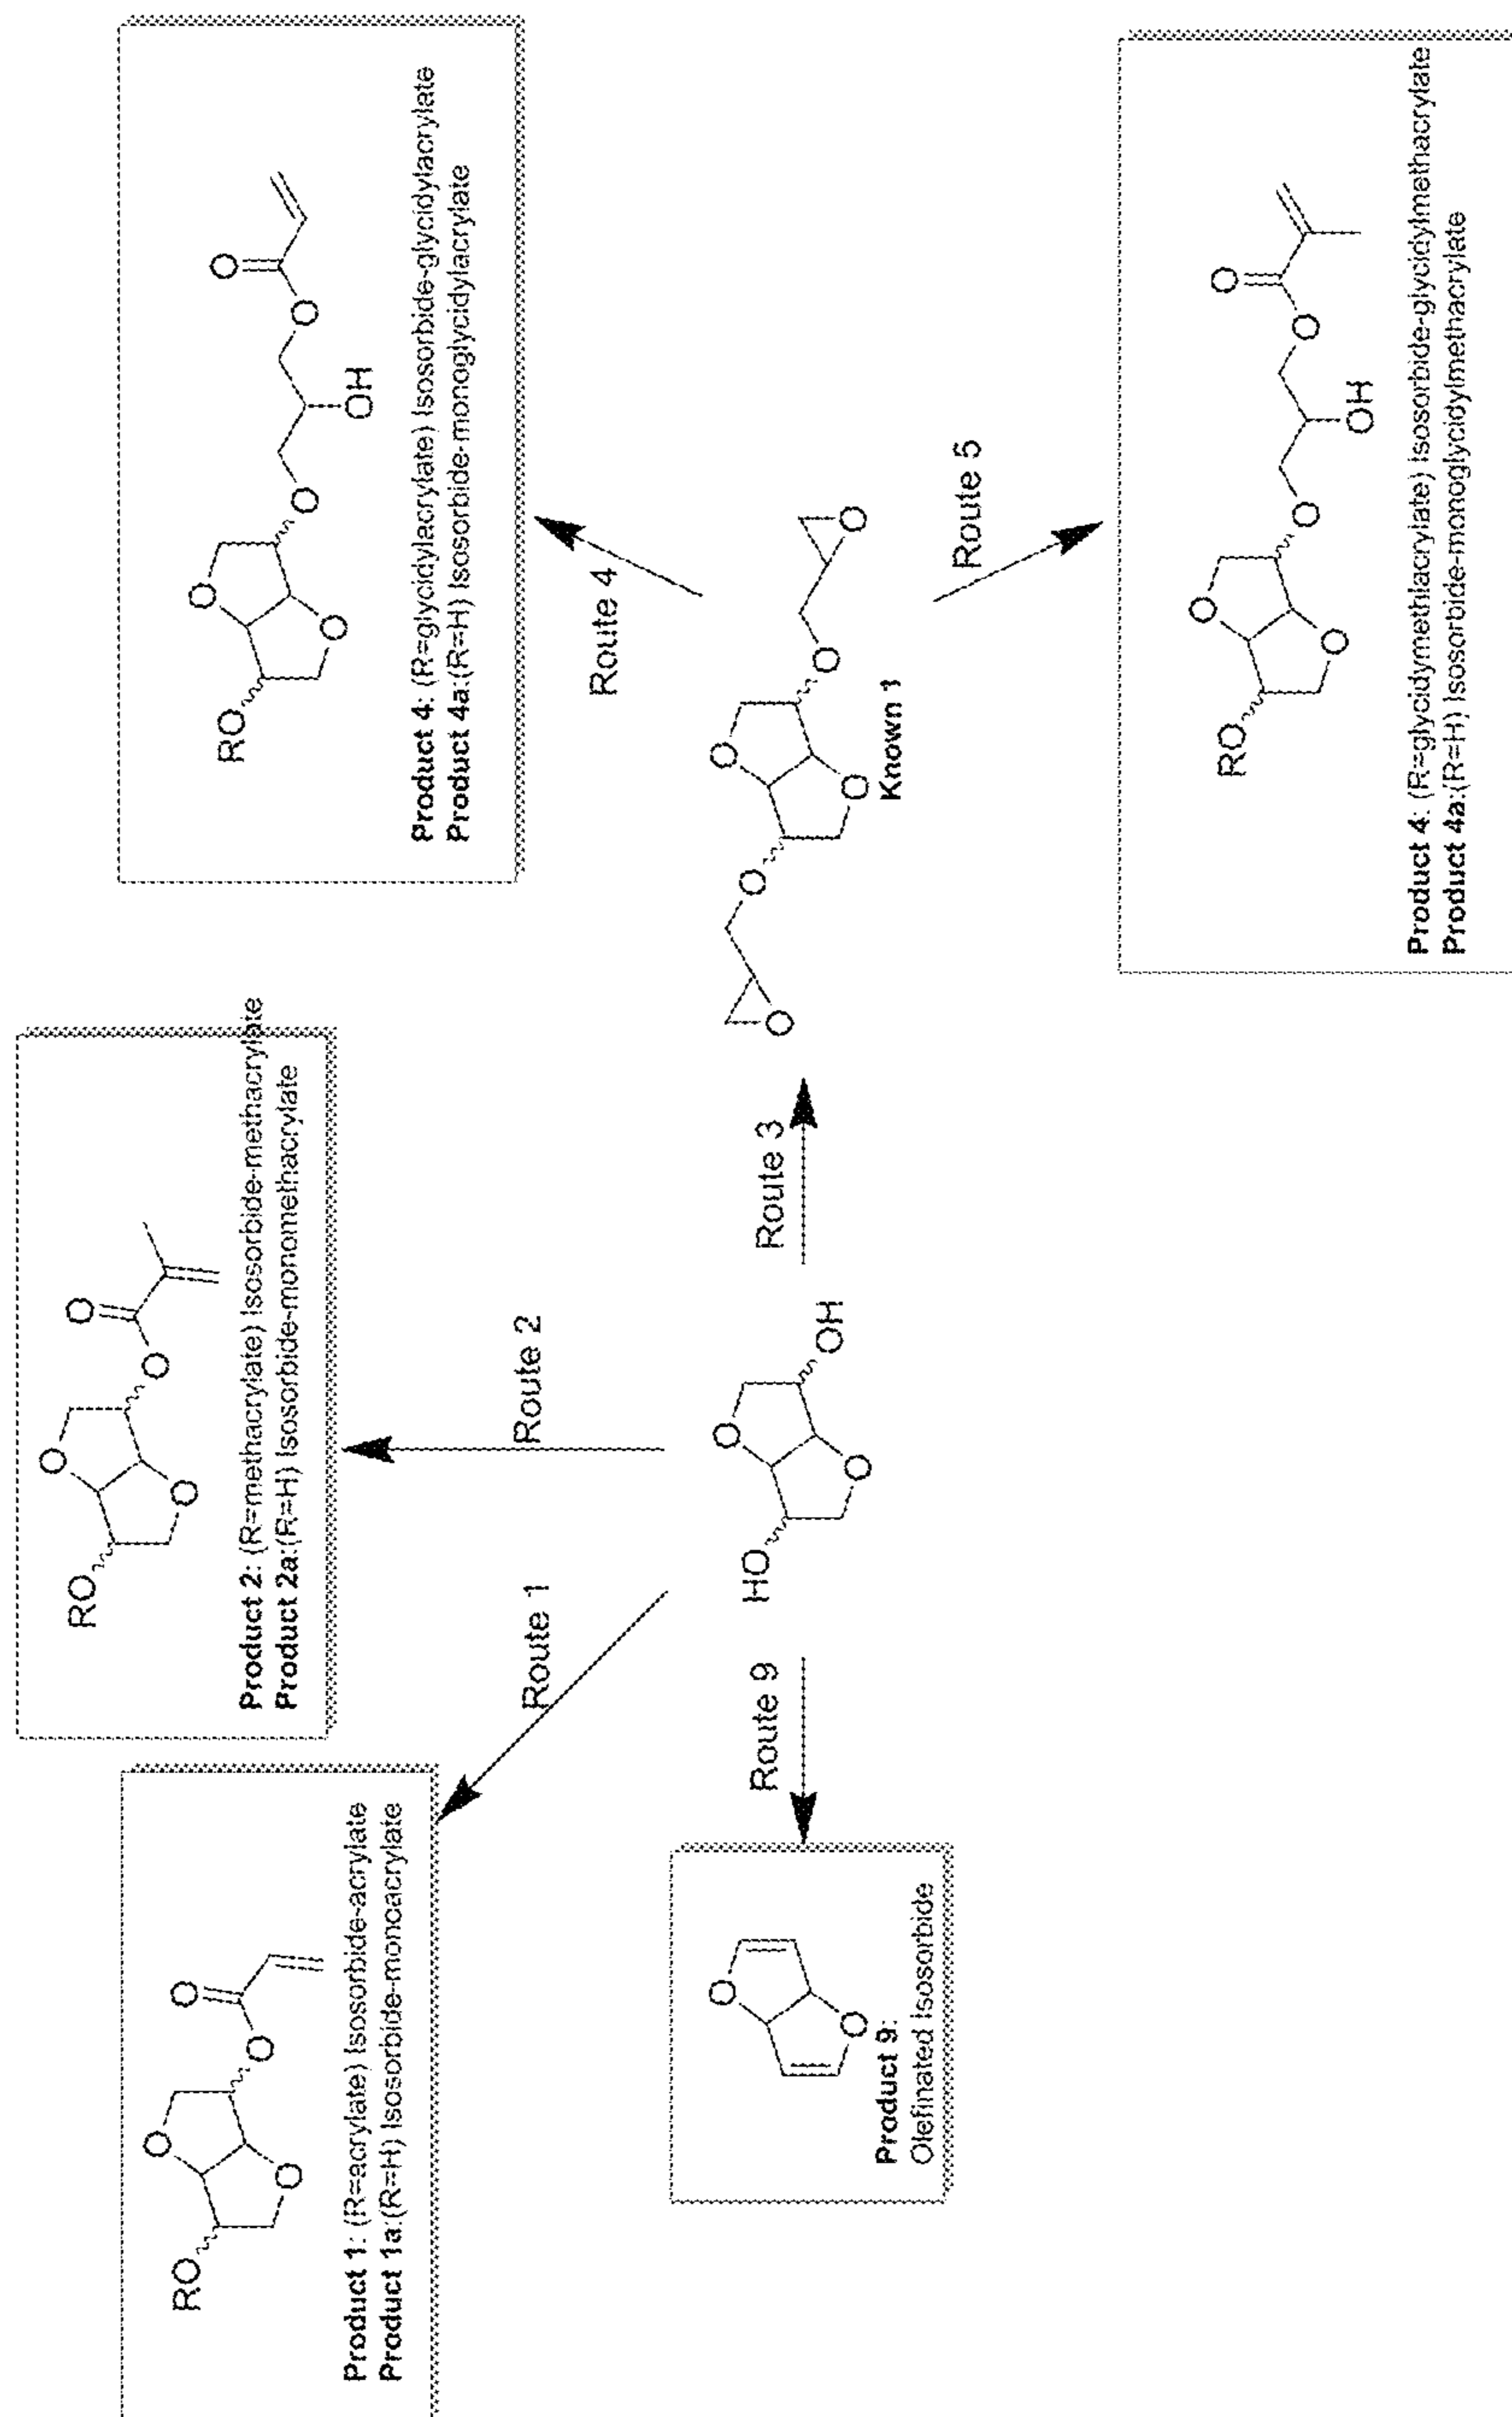 O
O
RO
O
O
Product 2: (R=methacrylate) Isosorbide-methacrylate
Product 2a:(R=H) Isosorbide-monomethacrylate
O
O
RO
O
O
Product 1: (R=acrylate) Isosorbide-acrylate
Product 1a:(R=H) Isosorbide-monoacrylate
O
O
RO
O
O
O
OH
Product 4: (R=glycidylacrylate) Isosorbide-glycidylacrylate
Product 4a:(R=H) Isosorbide-monoglycidylacrylate
Route 1
Route 2
Route 4
O
O
Product 9:
Olefinated Isosorbide
Route 9
HO
O
O
OH
Route 3
O
O
O
O
O
O
Known 1
Route 5
O
O
RO
O
O
O
OH
Product 4: (R=glycidymethlacrylate) Isosorbide-glycidylmethacrylate
Product 4a:(R=H) Isosorbide-monoglycidylmethacrylate